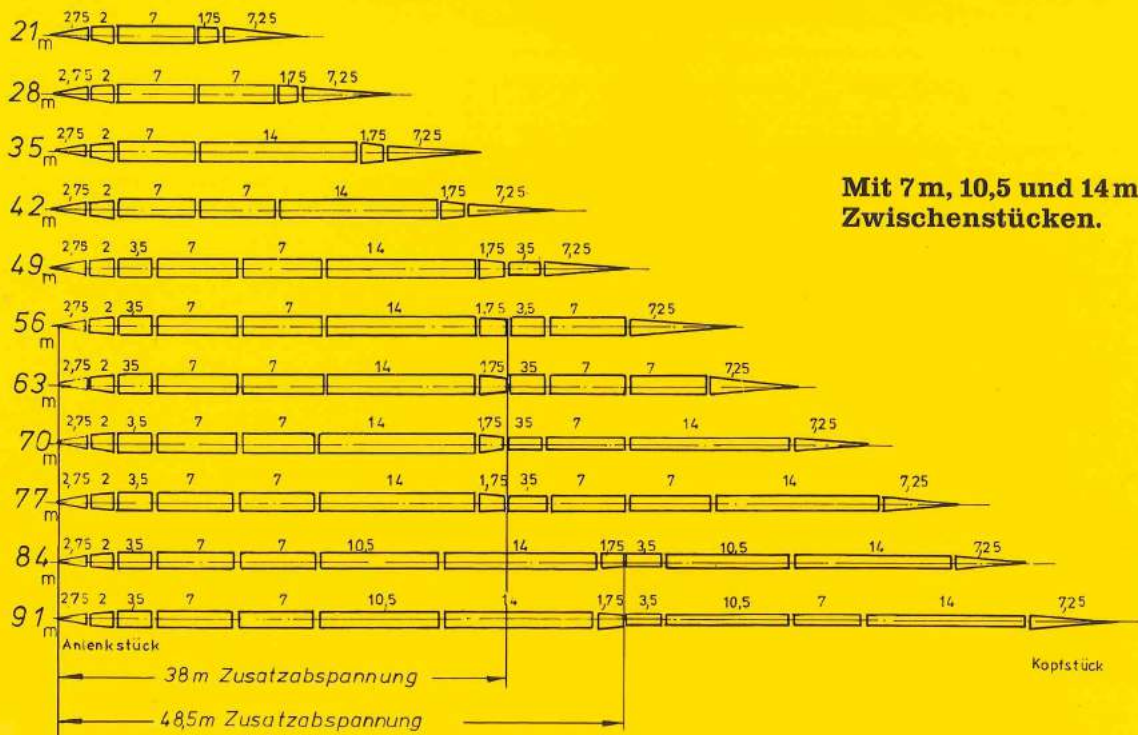 2,75 2 7 1,75 7,25
21 m
2,75 2 7 7 1,75 7,25
28 m
2,75 2 7 14 1,75 7,25
35 m
2,75 2 7 7 14 1,75 7,25
42 m
Mit 7 m, 10,5 und 14 m
Zwischenstücken.
2,75 2 3,5 7 7 14 1,75 3,5 7,25
49 m
2,75 2 3,5 7 7 14 1,75 3,5 7 7,25
56 m
2,75 2 35 7 7 14 1,75 35 7 7 7,25
63 m
2,75 2 3,5 7 7 14 1,75 35 7 14 7,25
70 m
2,75 2 3,5 7 7 14 1,75 3,5 7 7 14 7,25
77 m
2,75 2 3,5 7 7 10,5 14 1,75 3,5 10,5 14 7,25
84 m
2,75 2 3,5 7 7 10,5 14 1,75 3,5 10,5 7 14 7,25
91 m
Anlenkstück
Kopfstück
38 m Zusatzabspannung
48,5m Zusatzabspannung